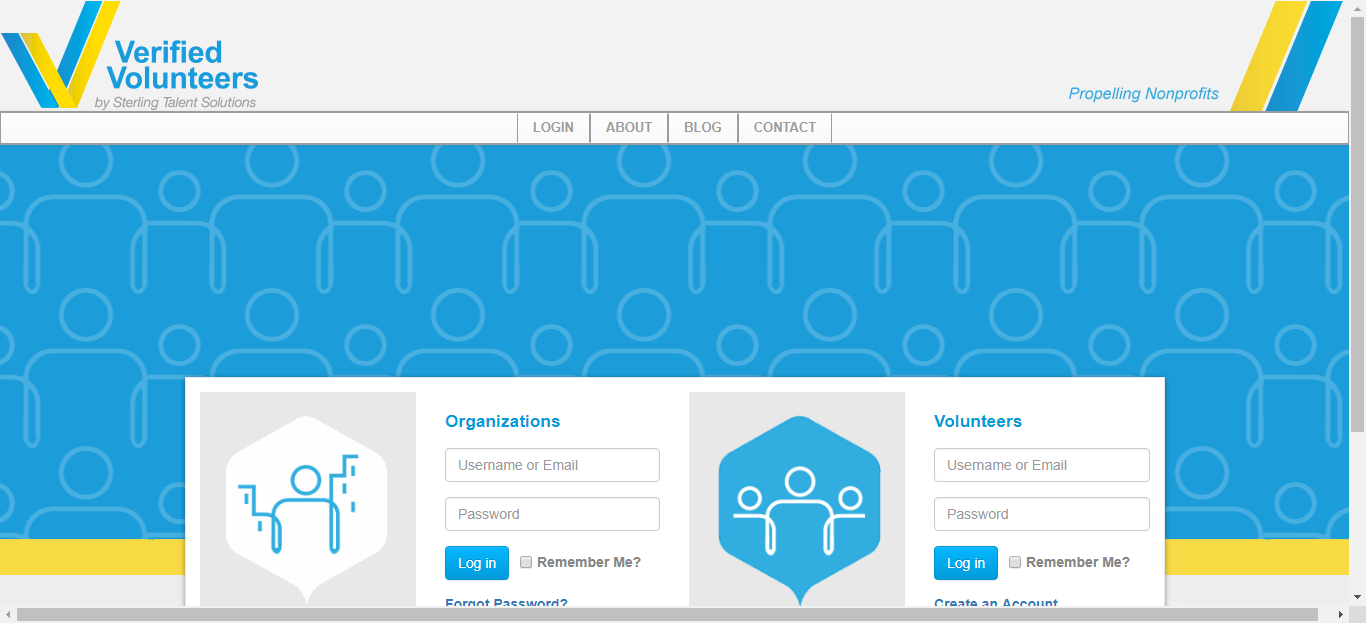 Verified
Volunteers
by Sterling Talent Solutions
Propelling Nonprofits
LOGIN ABOUT BLOG CONTACT
Organizations
Username or Email
Password
Log in Remember Me?
Forgot Password?
Volunteers
Username or Email
Password
Log in Remember Me?
Create an Account